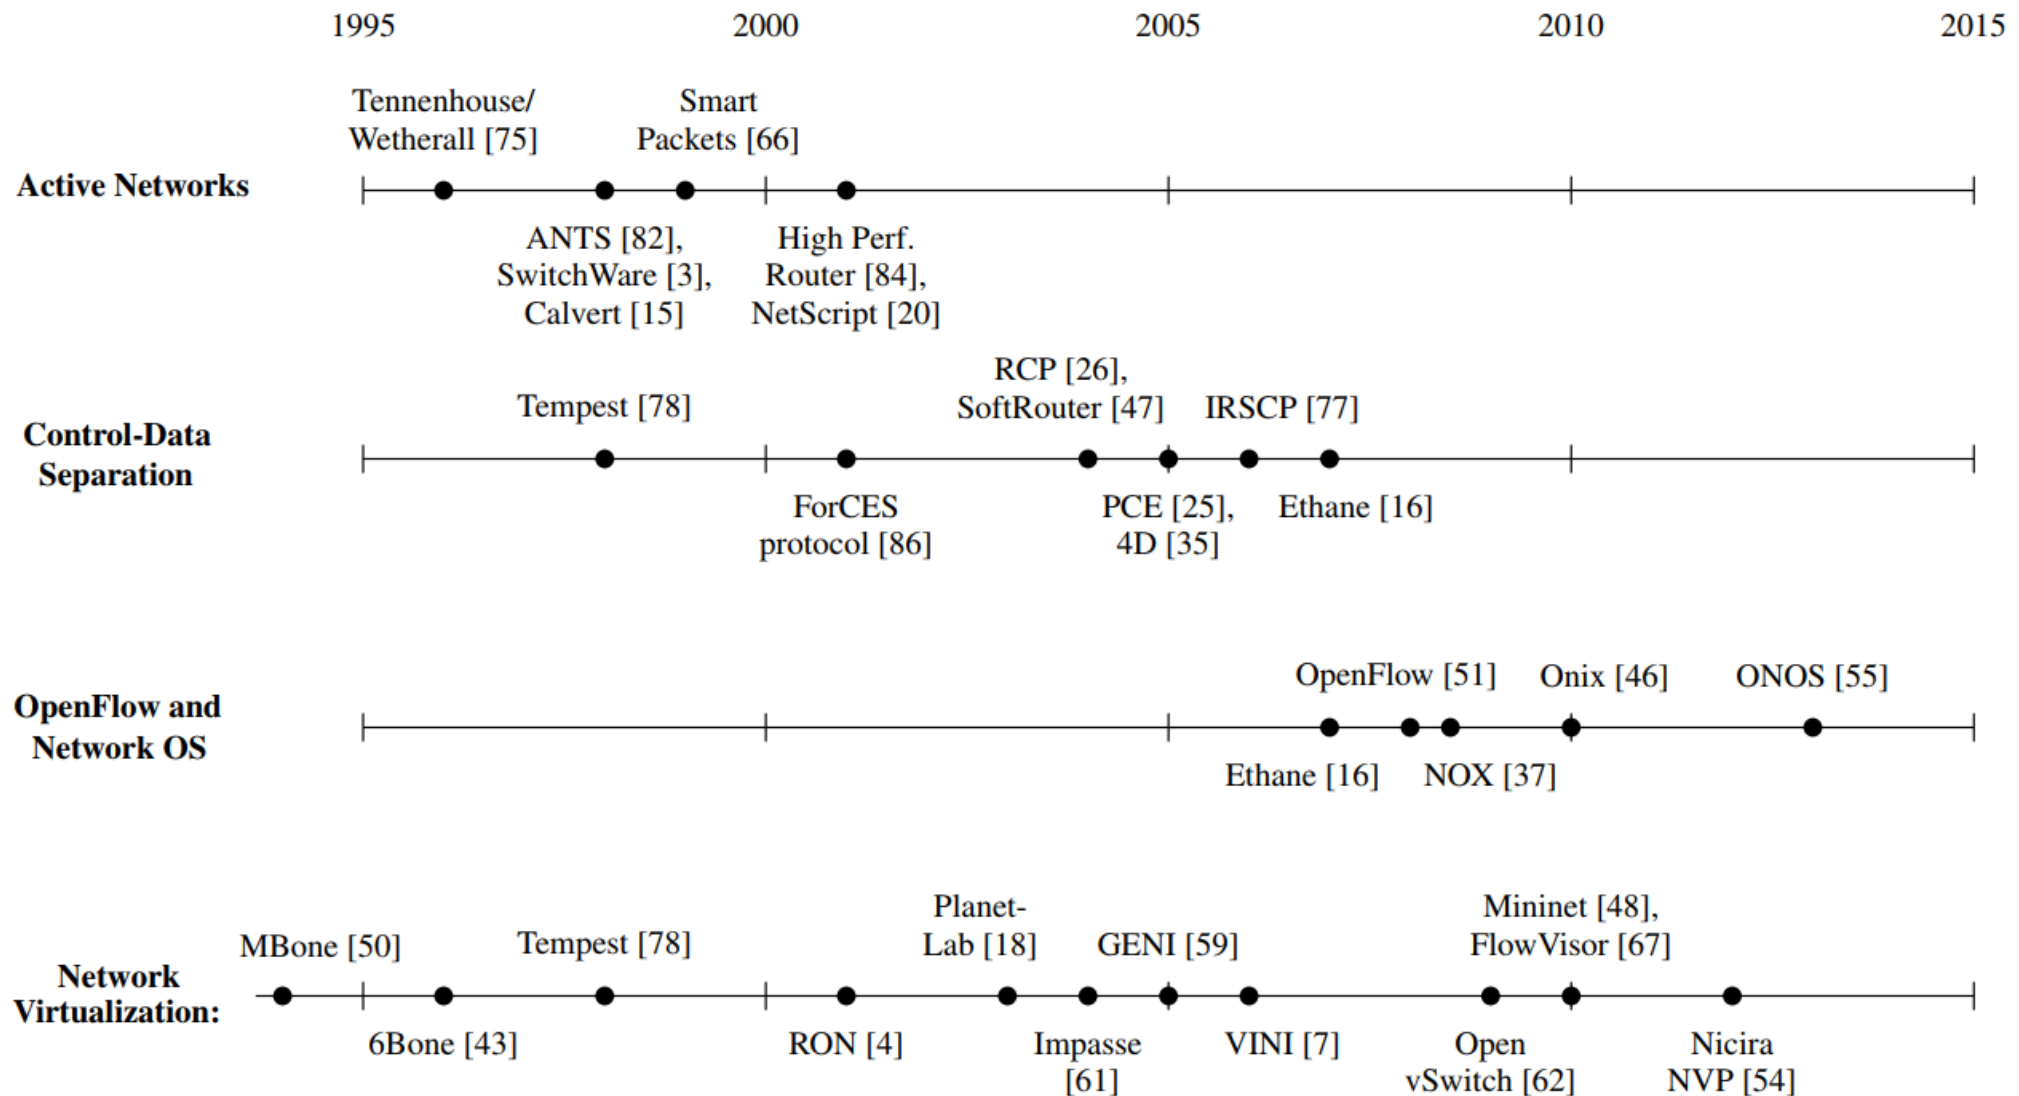 1995 2000 2005 2010 2015
Tennenhouse/
Wetherall [75]
Smart
Packets [66]
Active Networks
ANTS [82],
SwitchWare [3],
Calvert [15]
High Perf.
Router [84],
NetScript [20]
RCP [26],
SoftRouter [47]
Tempest [78]
IRSCP [77]
Control-Data
Separation
ForCES
protocol [86]
PCE [25],
4D [35]
Ethane [16]
OpenFlow [51]
Onix [46]
ONOS [55]
OpenFlow and
Network OS
Ethane [16]
NOX [37]
MBone [50]
Tempest [78]
Planet-
Lab [18]
GENI [59]
Mininet [48],
FlowVisor [67]
Network
Virtualization:
6Bone [43]
RON [4]
Impasse
[61]
VINI [7]
Open
vSwitch [62]
Nicira
NVP [54]